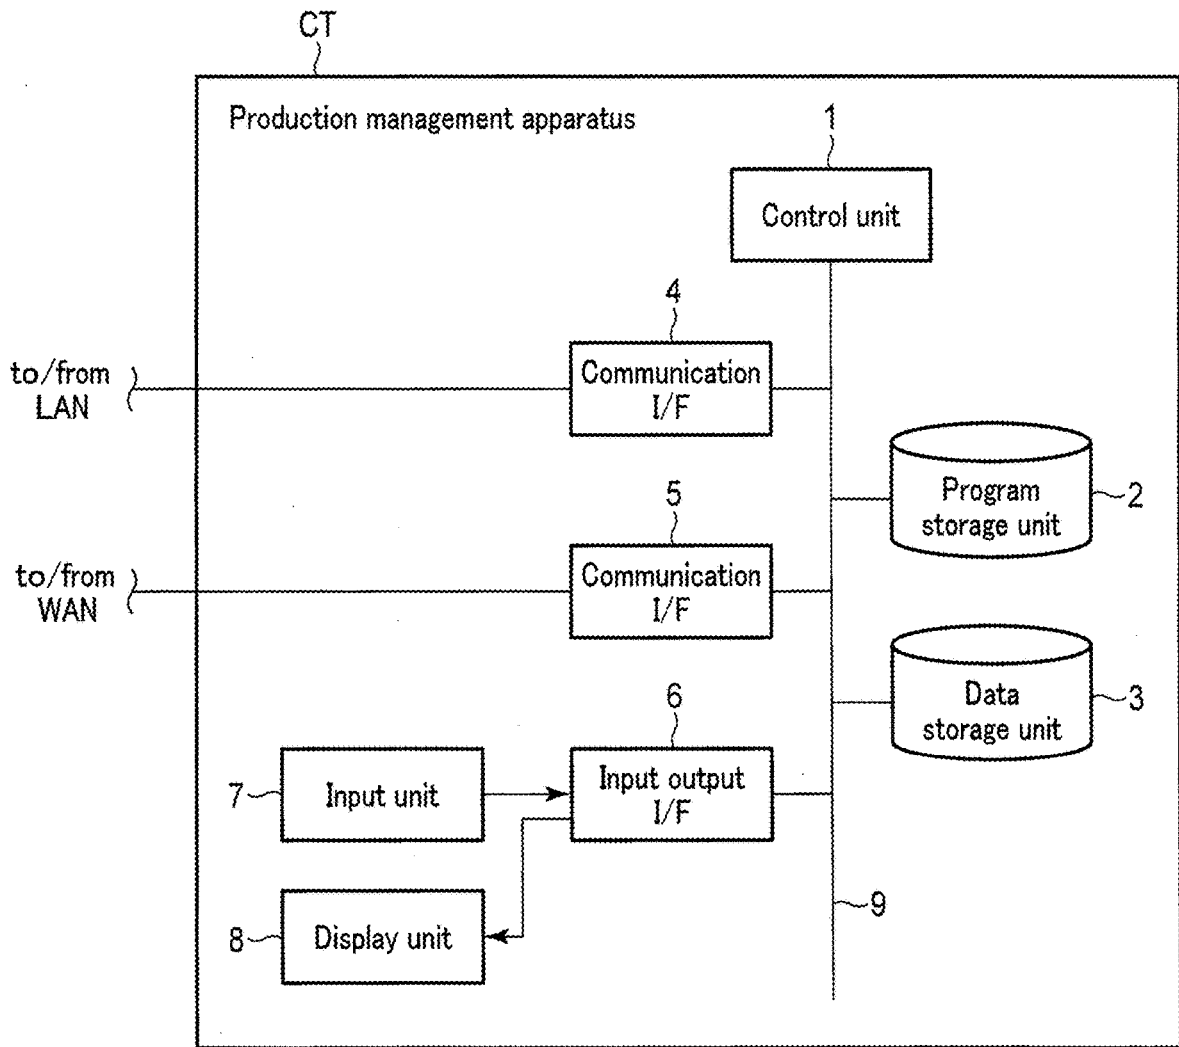 CT
Production management apparatus
1
Control unit
4
to/from
LAN
Communication
I/F
Program
storage unit
2
5
to/from
WAN
Communication
I/F
Data
storage unit
3
6
7
Input unit
Input output
I/F
9
8
Display unit